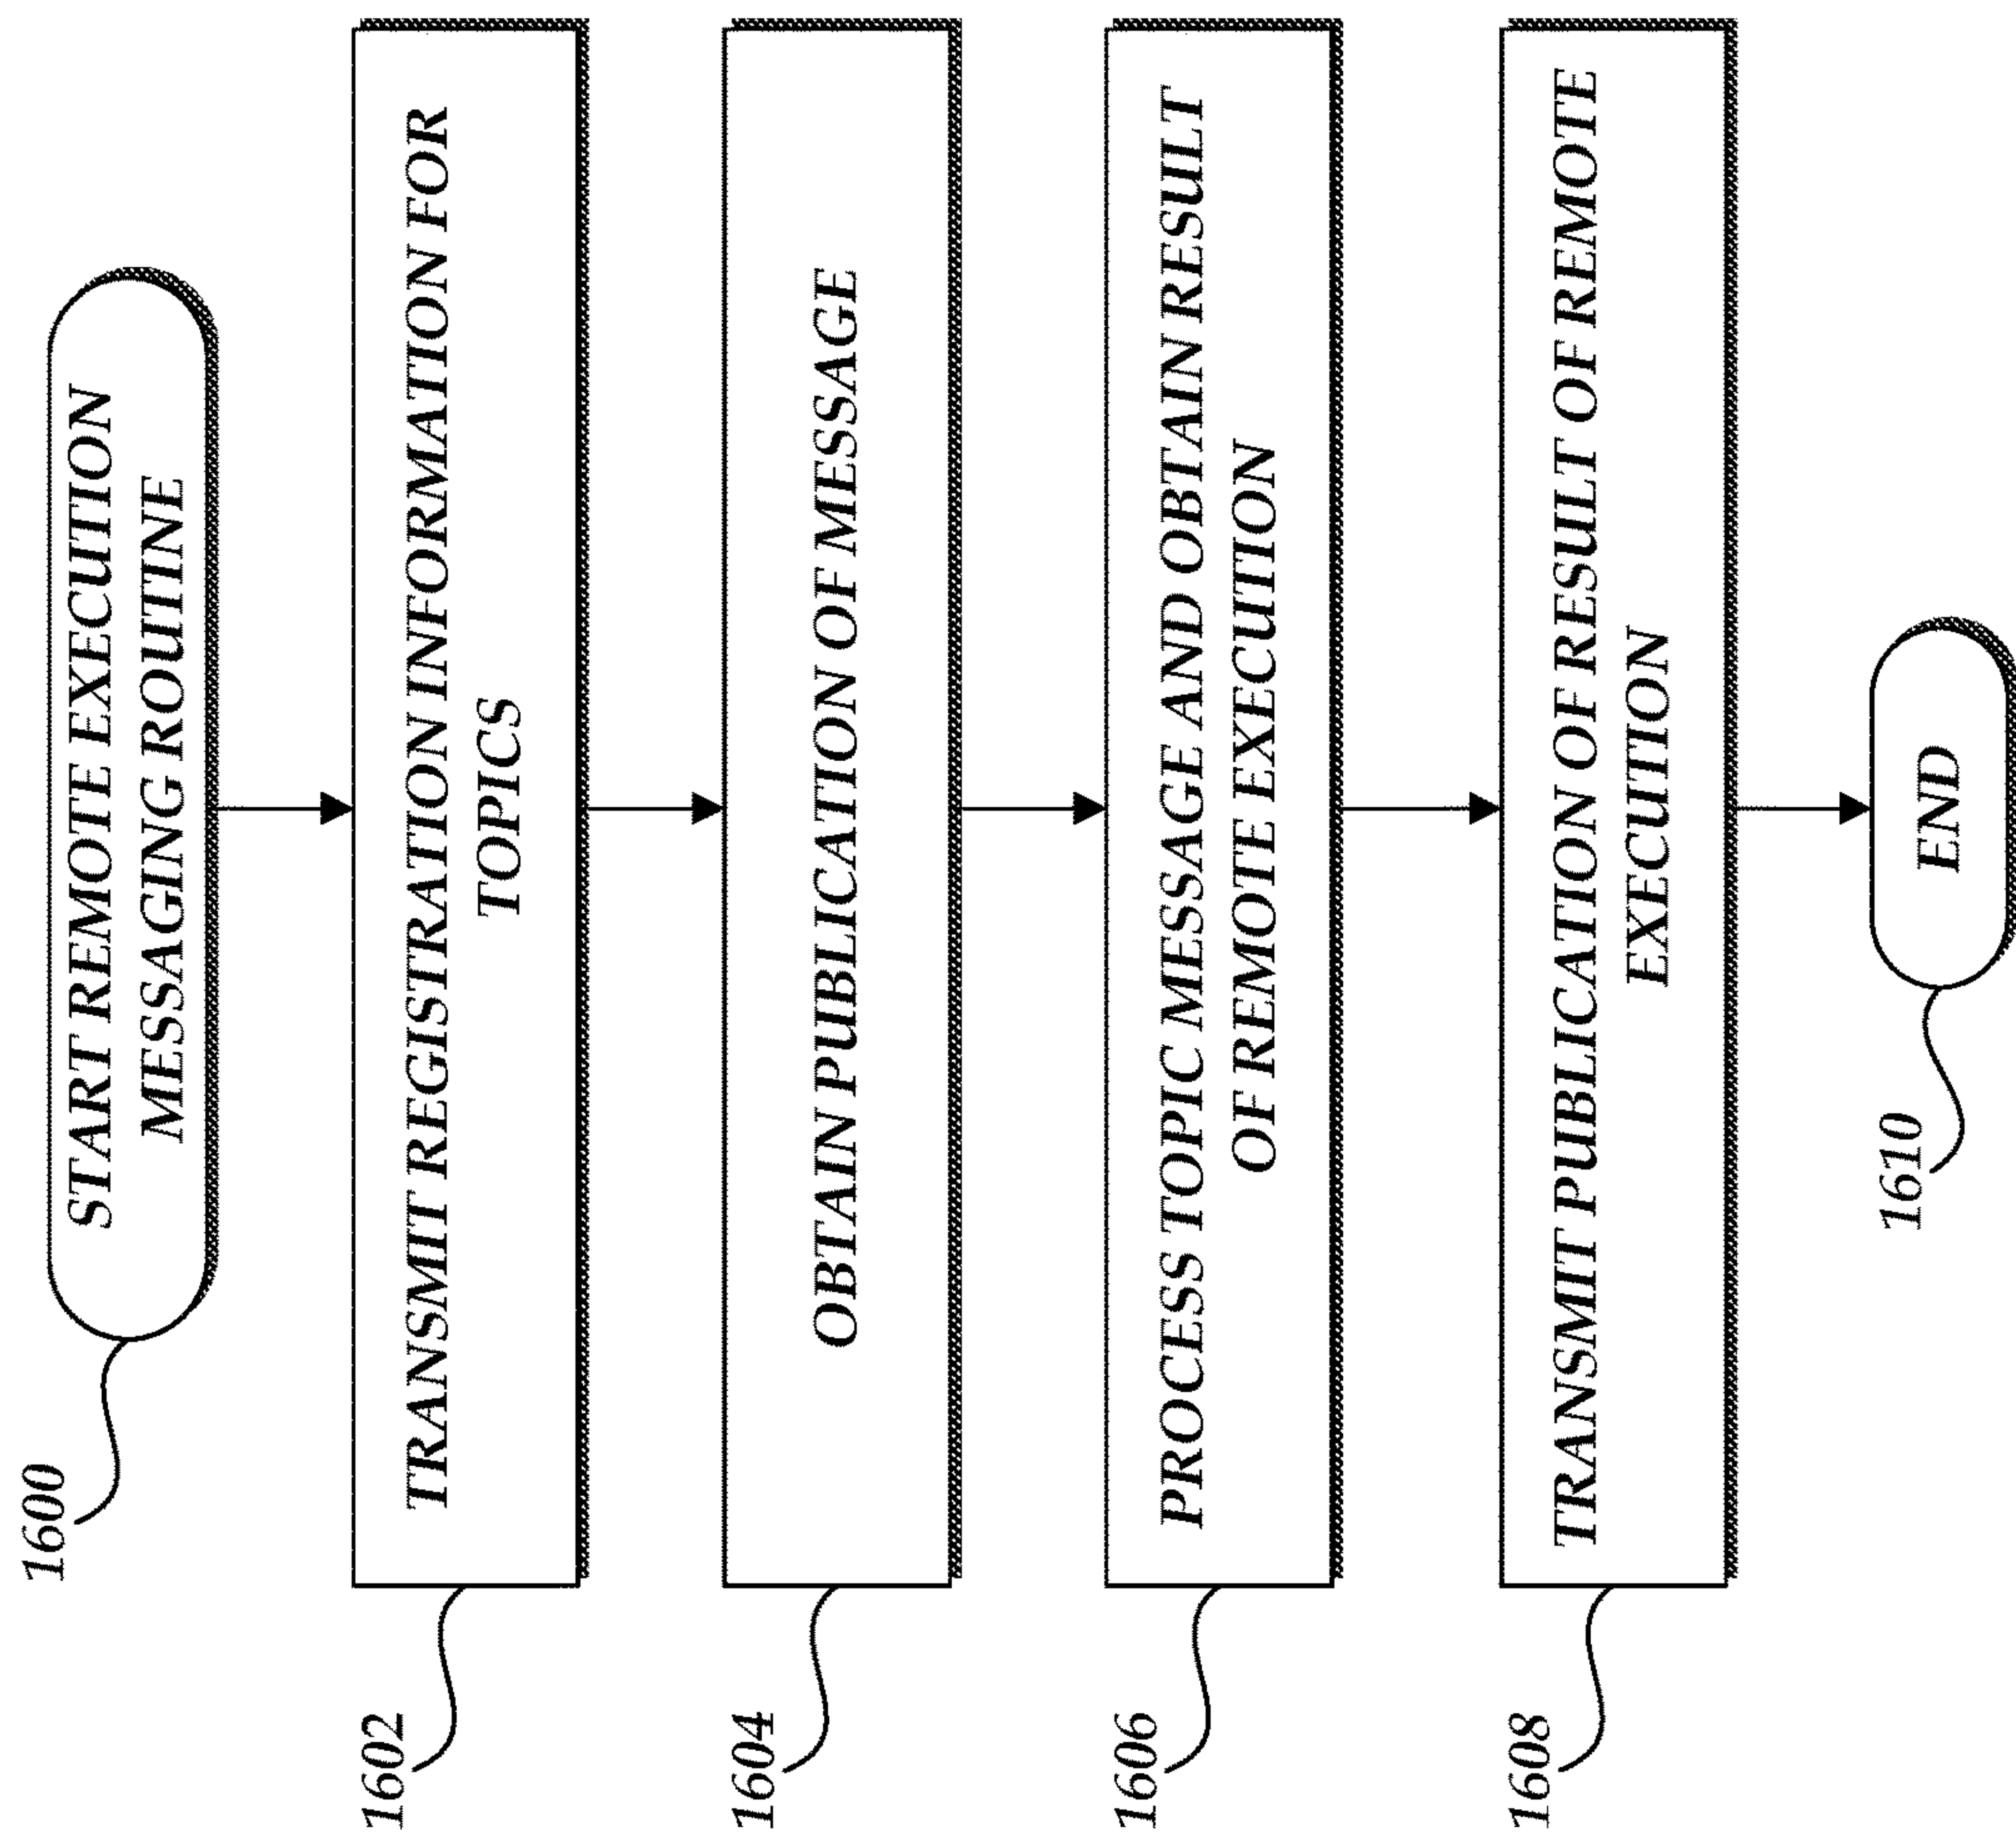 1600
START REMOTE EXECUTION
MESSAGING ROUTINE
1602
TRANSMIT REGISTRATION INFORMATION FOR
TOPICS
1604
OBTAIN PUBLICATION OF MESSAGE
1606
PROCESS TOPIC MESSAGE AND OBTAIN RESULT
OF REMOTE EXECUTION
1608
TRANSMIT PUBLICATION OF RESULT OF REMOTE
EXECUTION
1610
END